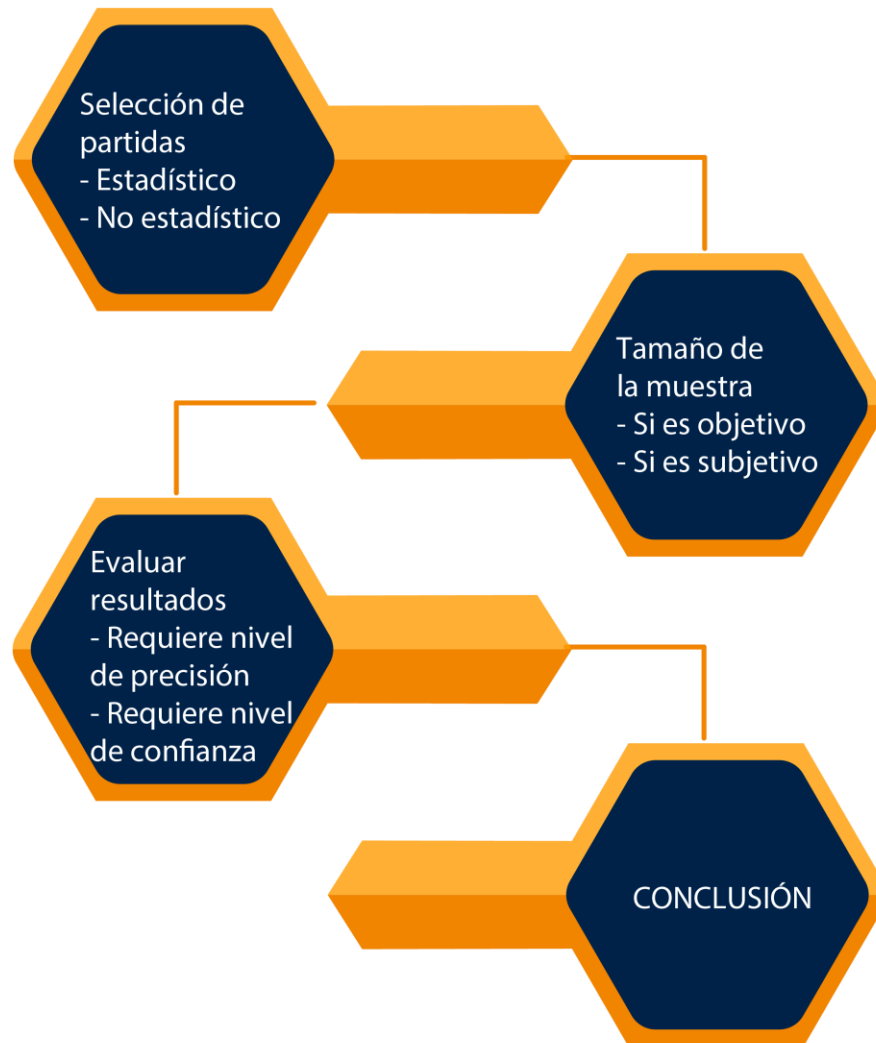 Selección de
partidas
- Estadístico
- No estadístico
Tamaño de
la muestra
- Si es objetivo
- Si es subjetivo
Evaluar
resultados
- Requiere nivel
de precisión
- Requiere nivel
de confianza
CONCLUSIÓN